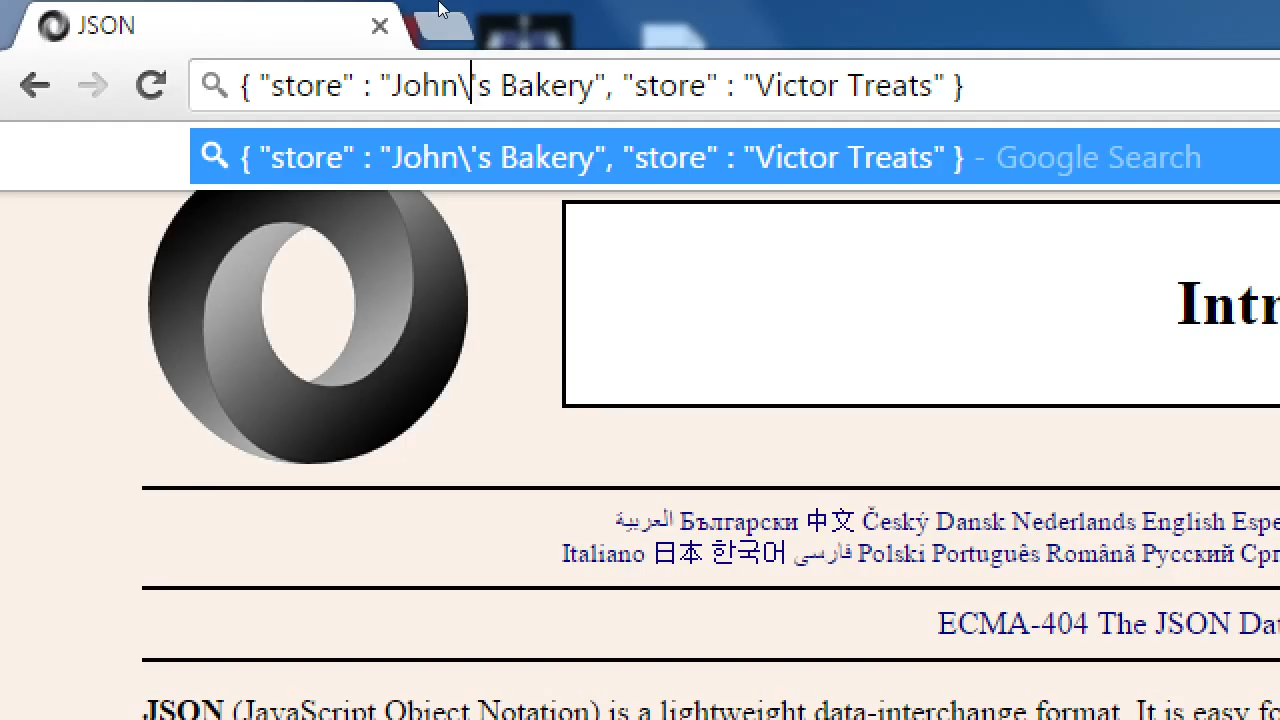 JSON
{ "store" : "John\'s Bakery", "store" : "Victor Treats" }
{ "store" : "John\'s Bakery", "store" : "Victor Treats" } - Google Search
Intr
العربية Български 中文 Český Dansk Nederlands English Espe
Italiano 日本 한국어 فارسی Polski Português Română Русский Срп
ECMA-404 The JSON Dat
JSON (JavaScript Object Notation) is a lightweight data-interchange format. It is easy fo